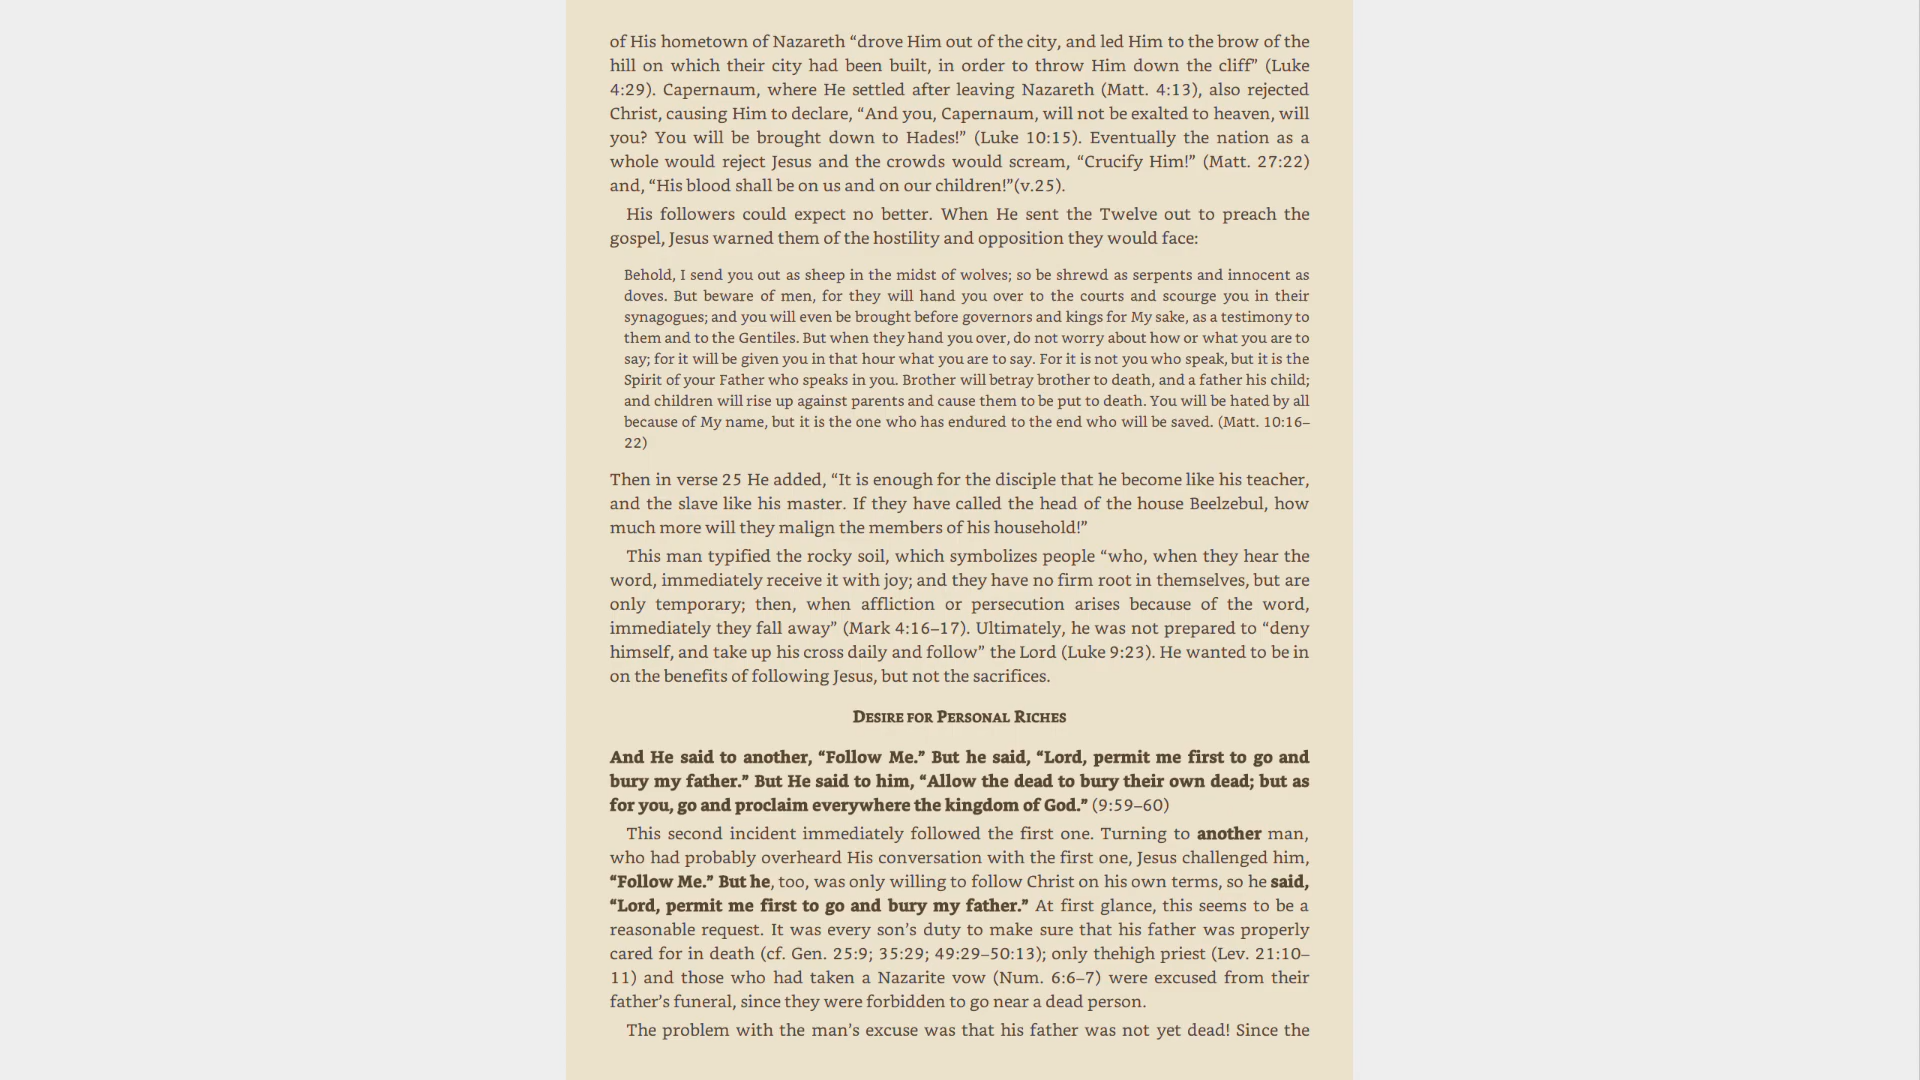 of His hometown of Nazareth “drove Him out of the city, and led Him to the brow of the
hill on which their city had been built, in order to throw Him down the cliff” (Luke
4:29). Capernaum, where He settled after leaving Nazareth (Matt. 4:13), also rejected
Christ, causing Him to declare, “And you, Capernaum, will not be exalted to heaven, will
you? You will be brought down to Hades!” (Luke 10:15). Eventually the nation as a
whole would reject Jesus and the crowds would scream, “Crucify Him!” (Matt. 27:22)
and, “His blood shall be on us and on our children!”(v.25).
His followers could expect no better. When He sent the Twelve out to preach the
gospel, Jesus warned them of the hostility and opposition they would face:
Behold, I send you out as sheep in the midst of wolves; so be shrewd as serpents and innocent as
doves. But beware of men, for they will hand you over to the courts and scourge you in their
synagogues; and you will even be brought before governors and kings for My sake, as a testimony to
them and to the Gentiles. But when they hand you over, do not worry about how or what you are to
say; for it will be given you in that hour what you are to say. For it is not you who speak, but it is the
Spirit of your Father who speaks in you. Brother will betray brother to death, and a father his child;
and children will rise up against parents and cause them to be put to death. You will be hated by all
because of My name, but it is the one who has endured to the end who will be saved. (Matt. 10:16–
22)
Then in verse 25 He added, “It is enough for the disciple that he become like his teacher,
and the slave like his master. If they have called the head of the house Beelzebul, how
much more will they malign the members of his household!”
This man typified the rocky soil, which symbolizes people “who, when they hear the
word, immediately receive it with joy; and they have no firm root in themselves, but are
only temporary; then, when affliction or persecution arises because of the word,
immediately they fall away” (Mark 4:16–17). Ultimately, he was not prepared to “deny
himself, and take up his cross daily and follow” the Lord (Luke 9:23). He wanted to be in
on the benefits of following Jesus, but not the sacrifices.
Desire for Personal Riches
And He said to another, “Follow Me.” But he said, “Lord, permit me first to go and
bury my father.” But He said to him, “Allow the dead to bury their own dead; but as
for you, go and proclaim everywhere the kingdom of God.” (9:59–60)
This second incident immediately followed the first one. Turning to another man,
who had probably overheard His conversation with the first one, Jesus challenged him,
“Follow Me.” But he, too, was only willing to follow Christ on his own terms, so he said,
“Lord, permit me first to go and bury my father.” At first glance, this seems to be a
reasonable request. It was every son’s duty to make sure that his father was properly
cared for in death (cf. Gen. 25:9; 35:29; 49:29–50:13); only thehigh priest (Lev. 21:10–
11) and those who had taken a Nazarite vow (Num. 6:6–7) were excused from their
father’s funeral, since they were forbidden to go near a dead person.
The problem with the man’s excuse was that his father was not yet dead! Since the